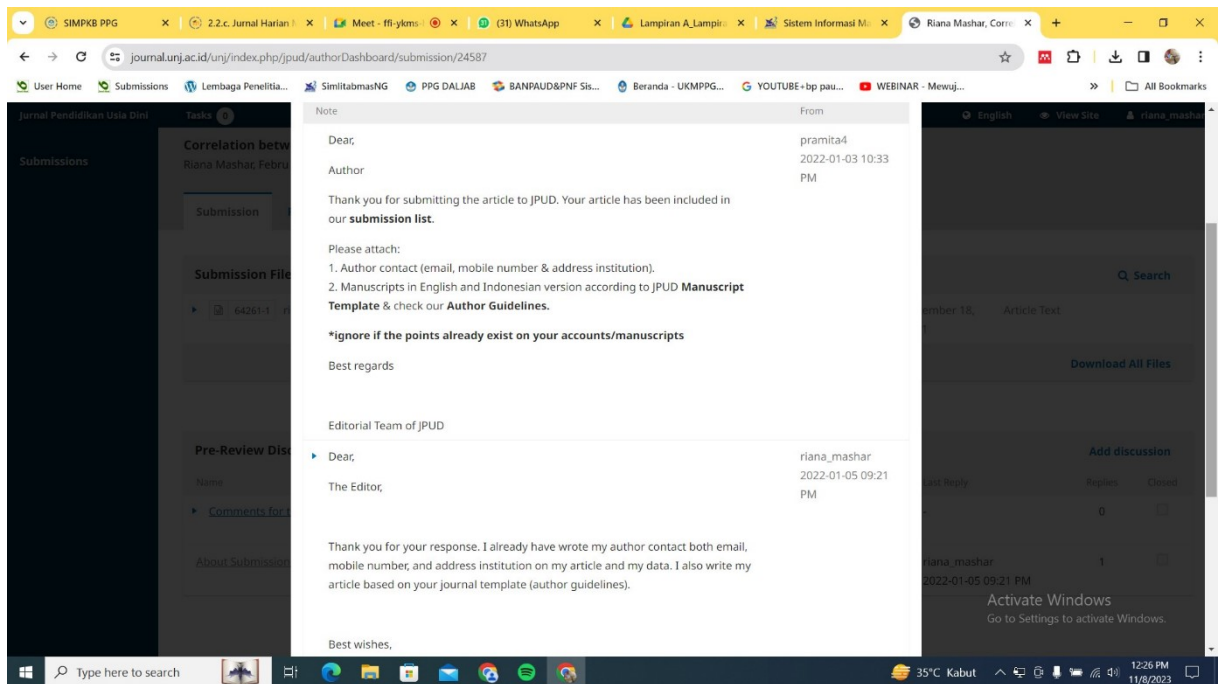 SIMPKB PPG
2.2.c. Jurnal Harian
Meet - ffi-ykms-
(31) WhatsApp
Lampiran A_Lampira
Sistem Informasi Ma
Riana Mashar, Corre
journal.unj.ac.id/unj/index.php/jpud/authorDashboard/submission/24587
User Home
Submissions
Lembaga Penelitia...
SimlitabmasNG
PPG DALJAB
BANPAUD&PNF Sis...
Beranda - UKMPPG...
YOUTUBE+bp pau...
WEBINAR - Mewuj...
»
All Bookmarks
Jurnal Pendidikan Usia Dini
Tasks 0
English
View Site
riana_mashar
Submissions
Correlation betw
Riana Mashar, Febru
Submission
Note
From
Dear,
pramita4
2022-01-03 10:33
PM
Author
Thank you for submitting the article to JPUD. Your article has been included in
our submission list.
Please attach:
1. Author contact (email, mobile number & address institution).
2. Manuscripts in English and Indonesian version according to JPUD Manuscript
Template & check our Author Guidelines.
*ignore if the points already exist on your accounts/manuscripts
Best regards
Editorial Team of JPUD
Submission File
Search
64261-1
ember 18,
Article Text
Download All Files
Dear,
riana_mashar
2022-01-05 09:21
PM
The Editor,
Thank you for your response. I already have wrote my author contact both email,
mobile number, and address institution on my article and my data. I also write my
article based on your journal template (author guidelines).
Best wishes,
Pre-Review Disc
Add discussion
Name
Last Reply
Replies
Closed
Comments for t
-
0
About Submission
riana_mashar
2022-01-05 09:21 PM
1
Activate Windows
Go to Settings to activate Windows.
Type here to search
35°C Kabut
12:26 PM
11/8/2023